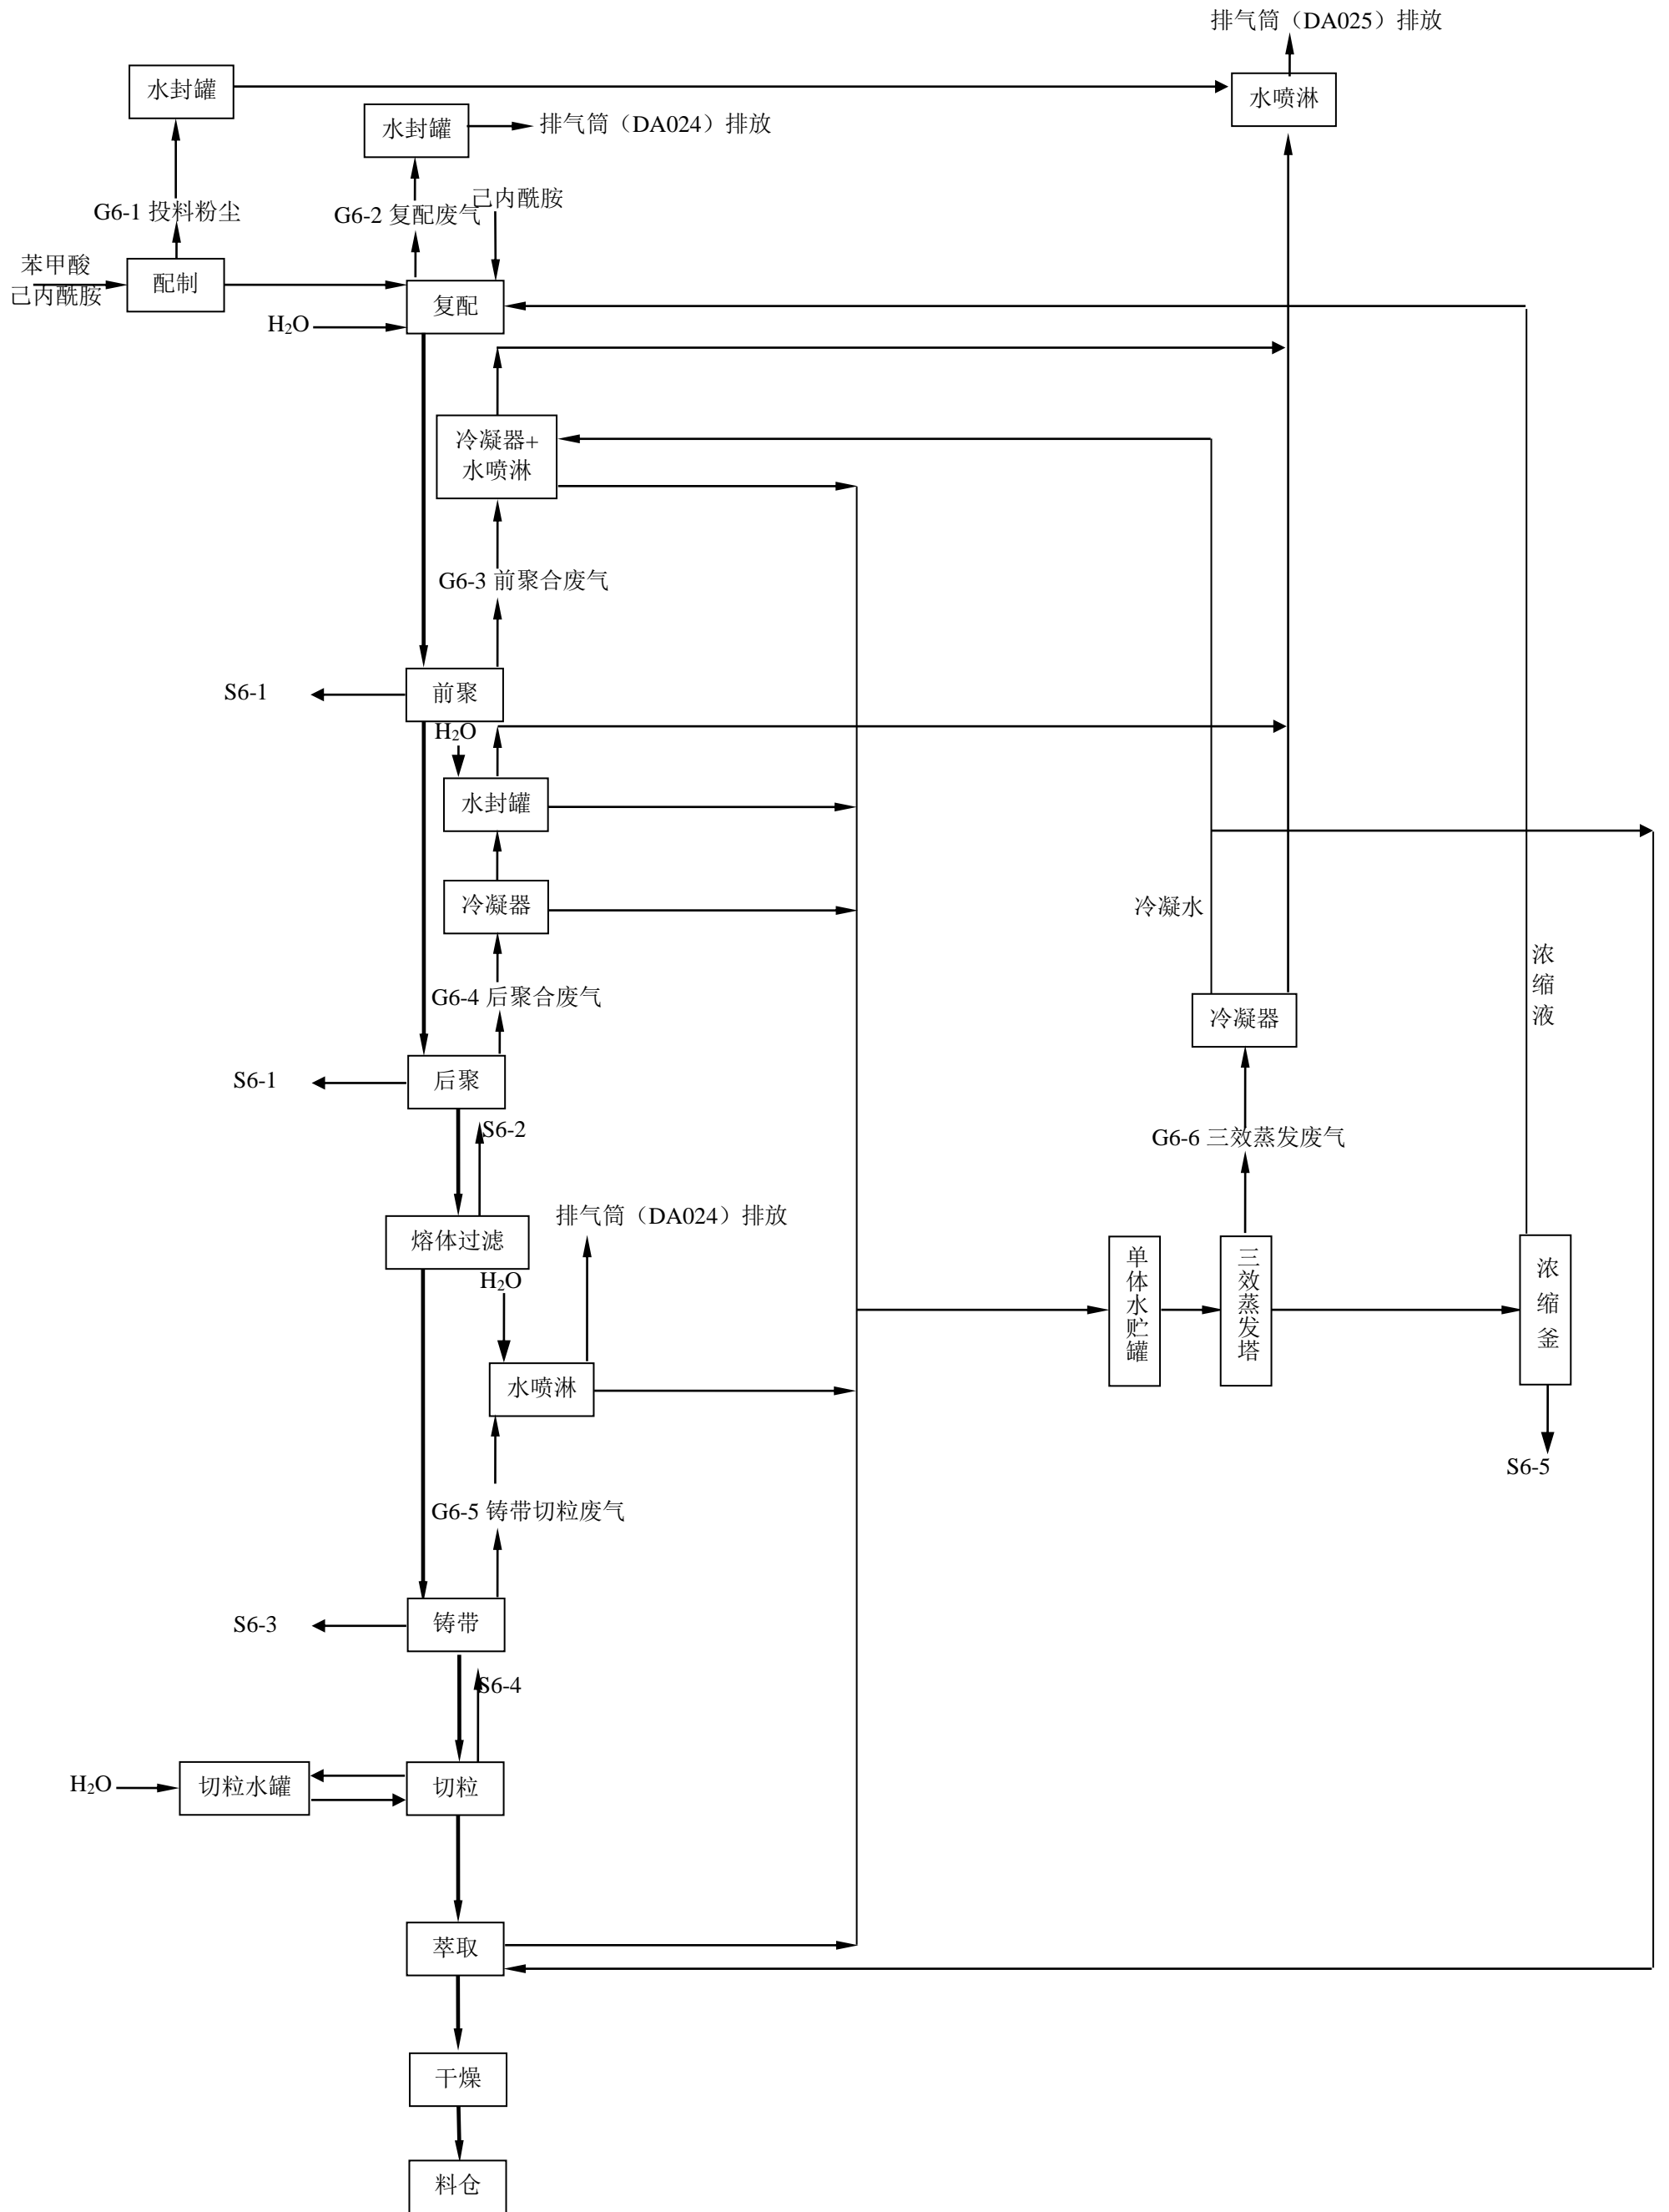 排气筒（DA025）排放
水封罐
水喷淋
水封罐
排气筒（DA024）排放
己内酰胺
G6-1 投料粉尘
G6-2 复配废气
苯甲酸
己内酰胺
配制
复配
H₂O
冷凝器+
水喷淋
G6-3 前聚合废气
S6-1
前聚
H₂O
水封罐
冷凝器
冷凝水
浓缩液
G6-4 后聚合废气
冷凝器
S6-1
后聚
S6-2
G6-6 三效蒸发废气
排气筒（DA024）排放
熔体过滤
H₂O
单体水贮罐
三效蒸发塔
浓缩釜
水喷淋
S6-5
G6-5 铸带切粒废气
S6-3
铸带
S6-4
H₂O
切粒水罐
切粒
萃取
干燥
料仓